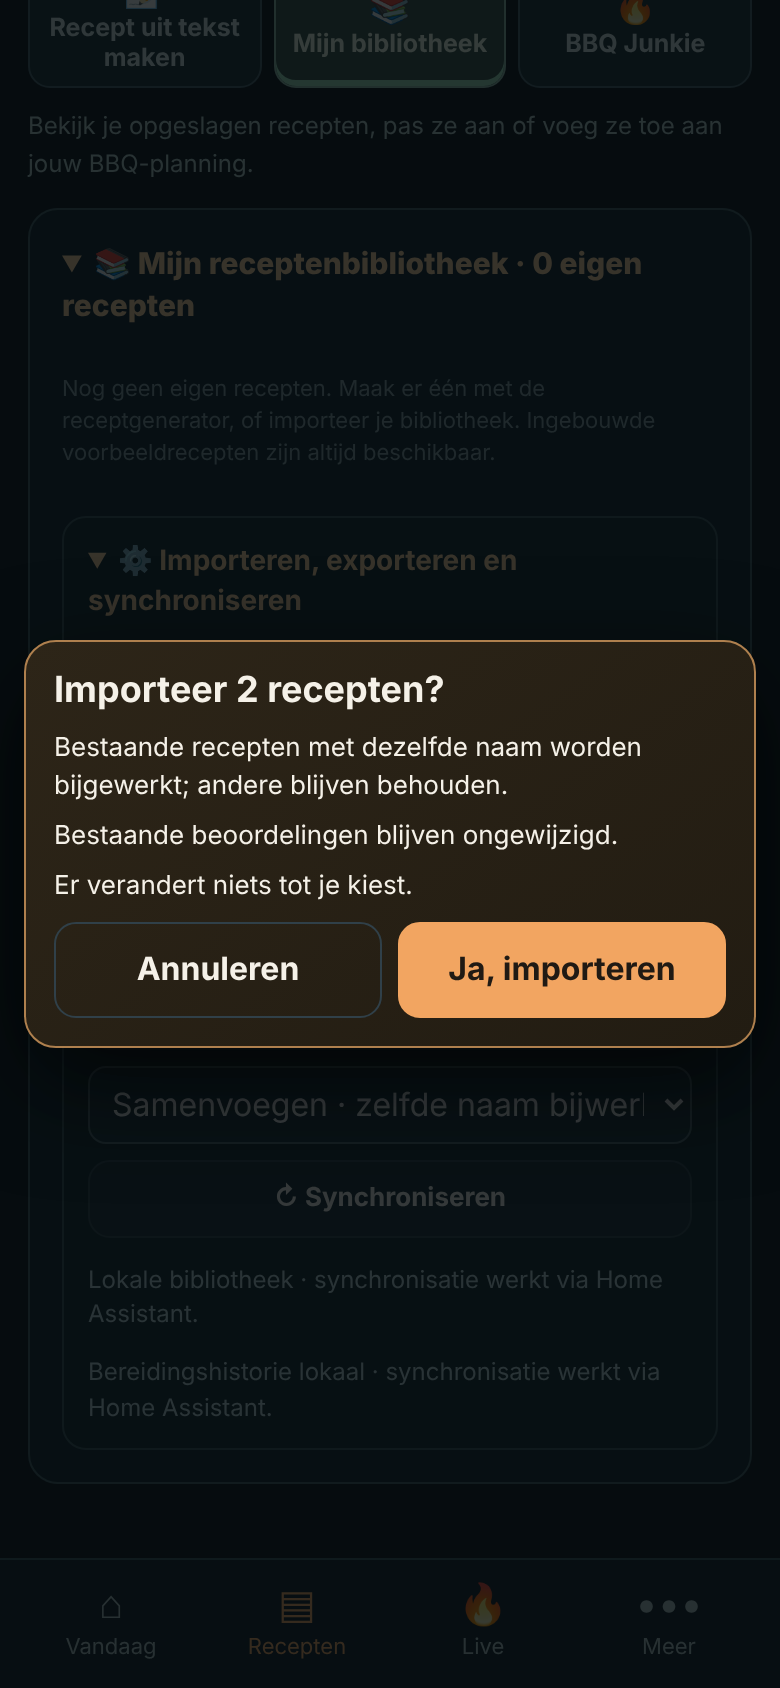 Recept uit tekst
maken
Mijn bibliotheek
BBQ Junkie
Bekijk je opgeslagen recepten, pas ze aan of voeg ze toe aan
jouw BBQ-planning.
▼ 📚 Mijn receptenbibliotheek · 0 eigen
recepten
Nog geen eigen recepten. Maak er één met de
receptgenerator, of importeer je bibliotheek. Ingebouwde
voorbeeldrecepten zijn altijd beschikbaar.
▼ ⚙️ Importeren, exporteren en
synchroniseren
Importeer 2 recepten?
Bestaande recepten met dezelfde naam worden
bijgewerkt; andere blijven behouden.
Bestaande beoordelingen blijven ongewijzigd.
Er verandert niets tot je kiest.
Annuleren
Ja, importeren
Samenvoegen · zelfde naam bijwer
↻ Synchroniseren
Lokale bibliotheek · synchronisatie werkt via Home
Assistant.
Bereidingshistorie lokaal · synchronisatie werkt via
Home Assistant.
Vandaag
Recepten
Live
Meer